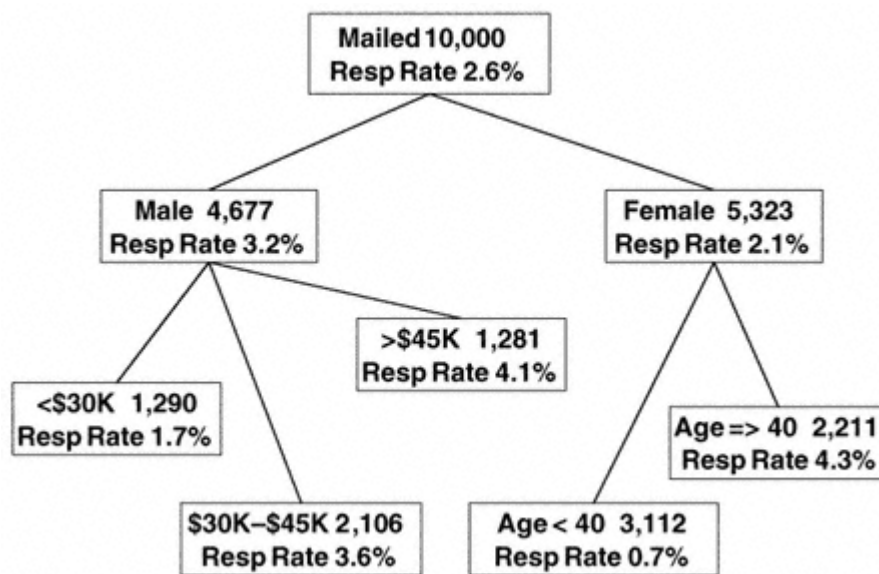 Mailed 10,000
Resp Rate 2.6%
Male 4,677
Resp Rate 3.2%
Female 5,323
Resp Rate 2.1%
>$45K 1,281
Resp Rate 4.1%
<$30K 1,290
Resp Rate 1.7%
Age => 40 2,211
Resp Rate 4.3%
$30K–$45K 2,106
Resp Rate 3.6%
Age < 40 3,112
Resp Rate 0.7%